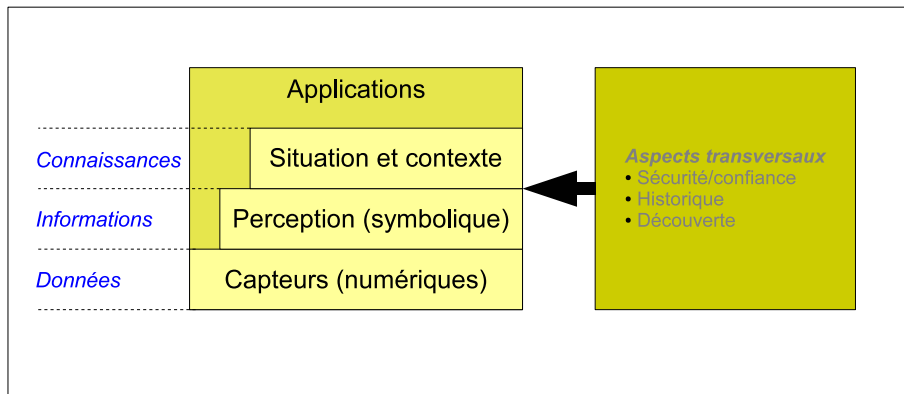 Applications
Connaissances
Situation et contexte
Informations
Perception (symbolique)
Données
Capteurs (numériques)
Aspects transversaux
• Sécurité/confiance
• Historique
• Découverte